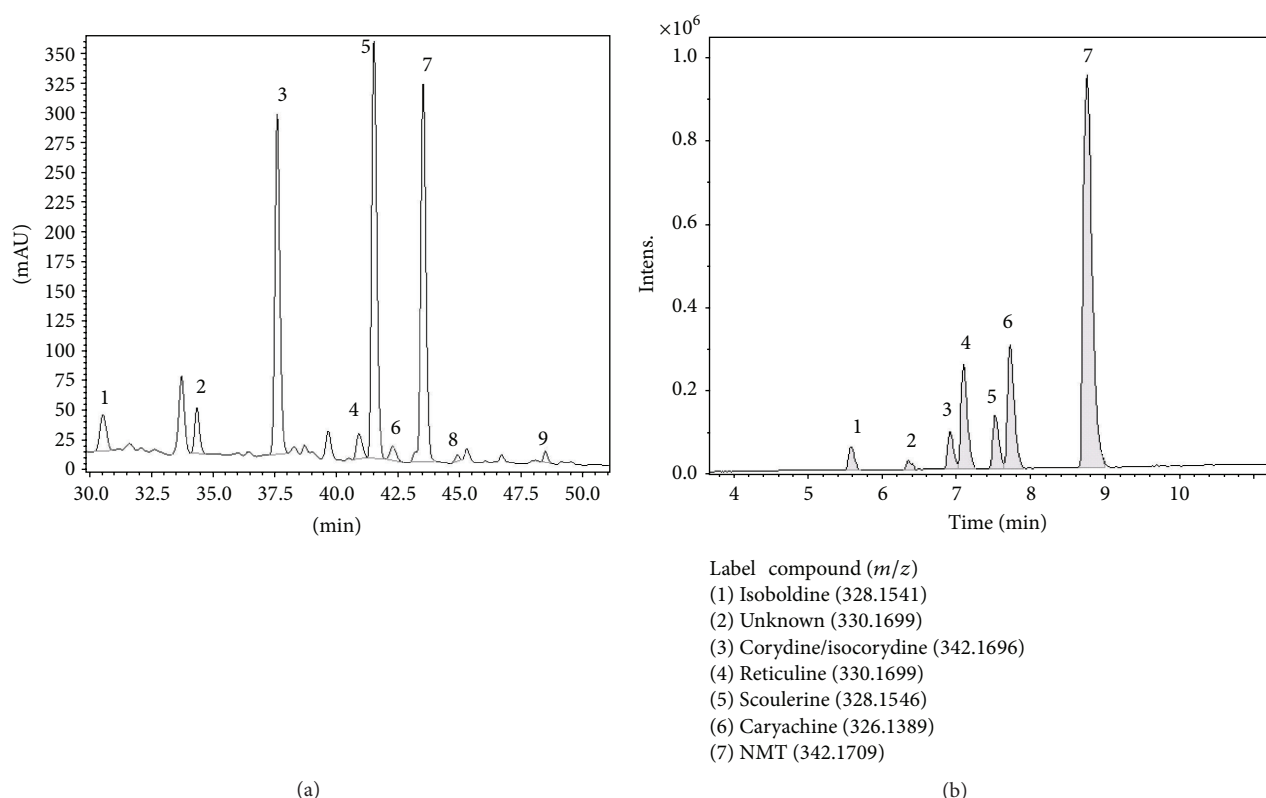 350
325
300
275
250
225
200
175
150
125
100
75
50
25
0
(mAU)
1
2
3
4
5
6
7
8
9
30.0 32.5 35.0 37.5 40.0 42.5 45.0 47.5 50.0
(min)
(a)
×10⁶
1.0
0.8
0.6
0.4
0.2
0.0
Intens.
1
2
3
4
5
6
7
4 5 6 7 8 9 10
Time (min)
Label compound (m/z)
(1) Isoboldine (328.1541)
(2) Unknown (330.1699)
(3) Corydine/isocorydine (342.1696)
(4) Reticuline (330.1699)
(5) Scoulerine (328.1546)
(6) Caryachine (326.1389)
(7) NMT (342.1709)
(b)